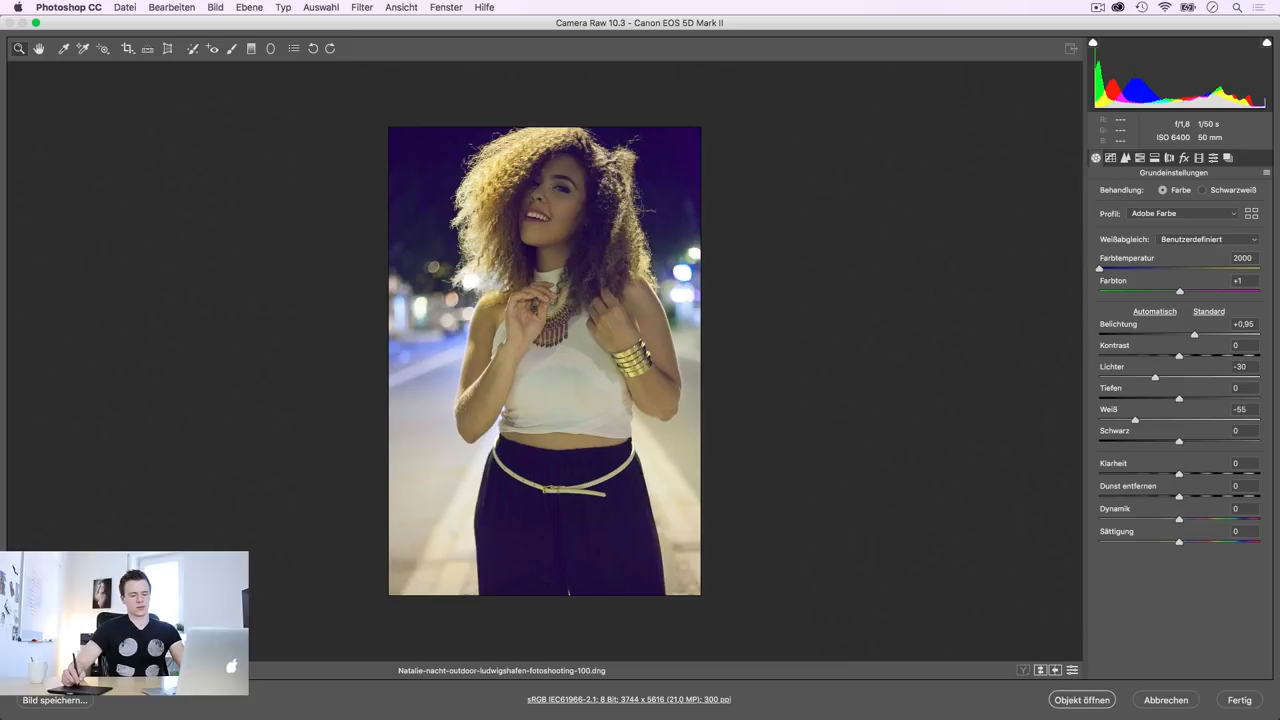 Photoshop CC Datei Bearbeiten Bild Ebene Typ Auswahl Filter Ansicht Fenster Hilfe
Camera Raw 10.3 - Canon EOS 5D Mark II
R: ---
G: ---
B: ---
f/1,8 1/50 s
ISO 6400 50 mm
Grundeinstellungen
Behandlung: Farbe Schwarzweiß
Profil: Adobe Farbe
Weißabgleich: Benutzerdefiniert
Farbtemperatur 2000
Farbton +1
Automatisch Standard
Belichtung +0,95
Kontrast 0
Lichter -30
Tiefen 0
Weiß -55
Schwarz 0
Klarheit 0
Dunst entfernen 0
Dynamik 0
Sättigung 0
Natalie-nacht-outdoor-ludwigshafen-fotoshooting-100.dng
Bild speichern... sRGB IEC61966-2.1; 8 Bit; 3744 x 5616 (21,0 MP); 300 ppi Objekt öffnen Abbrechen Fertig